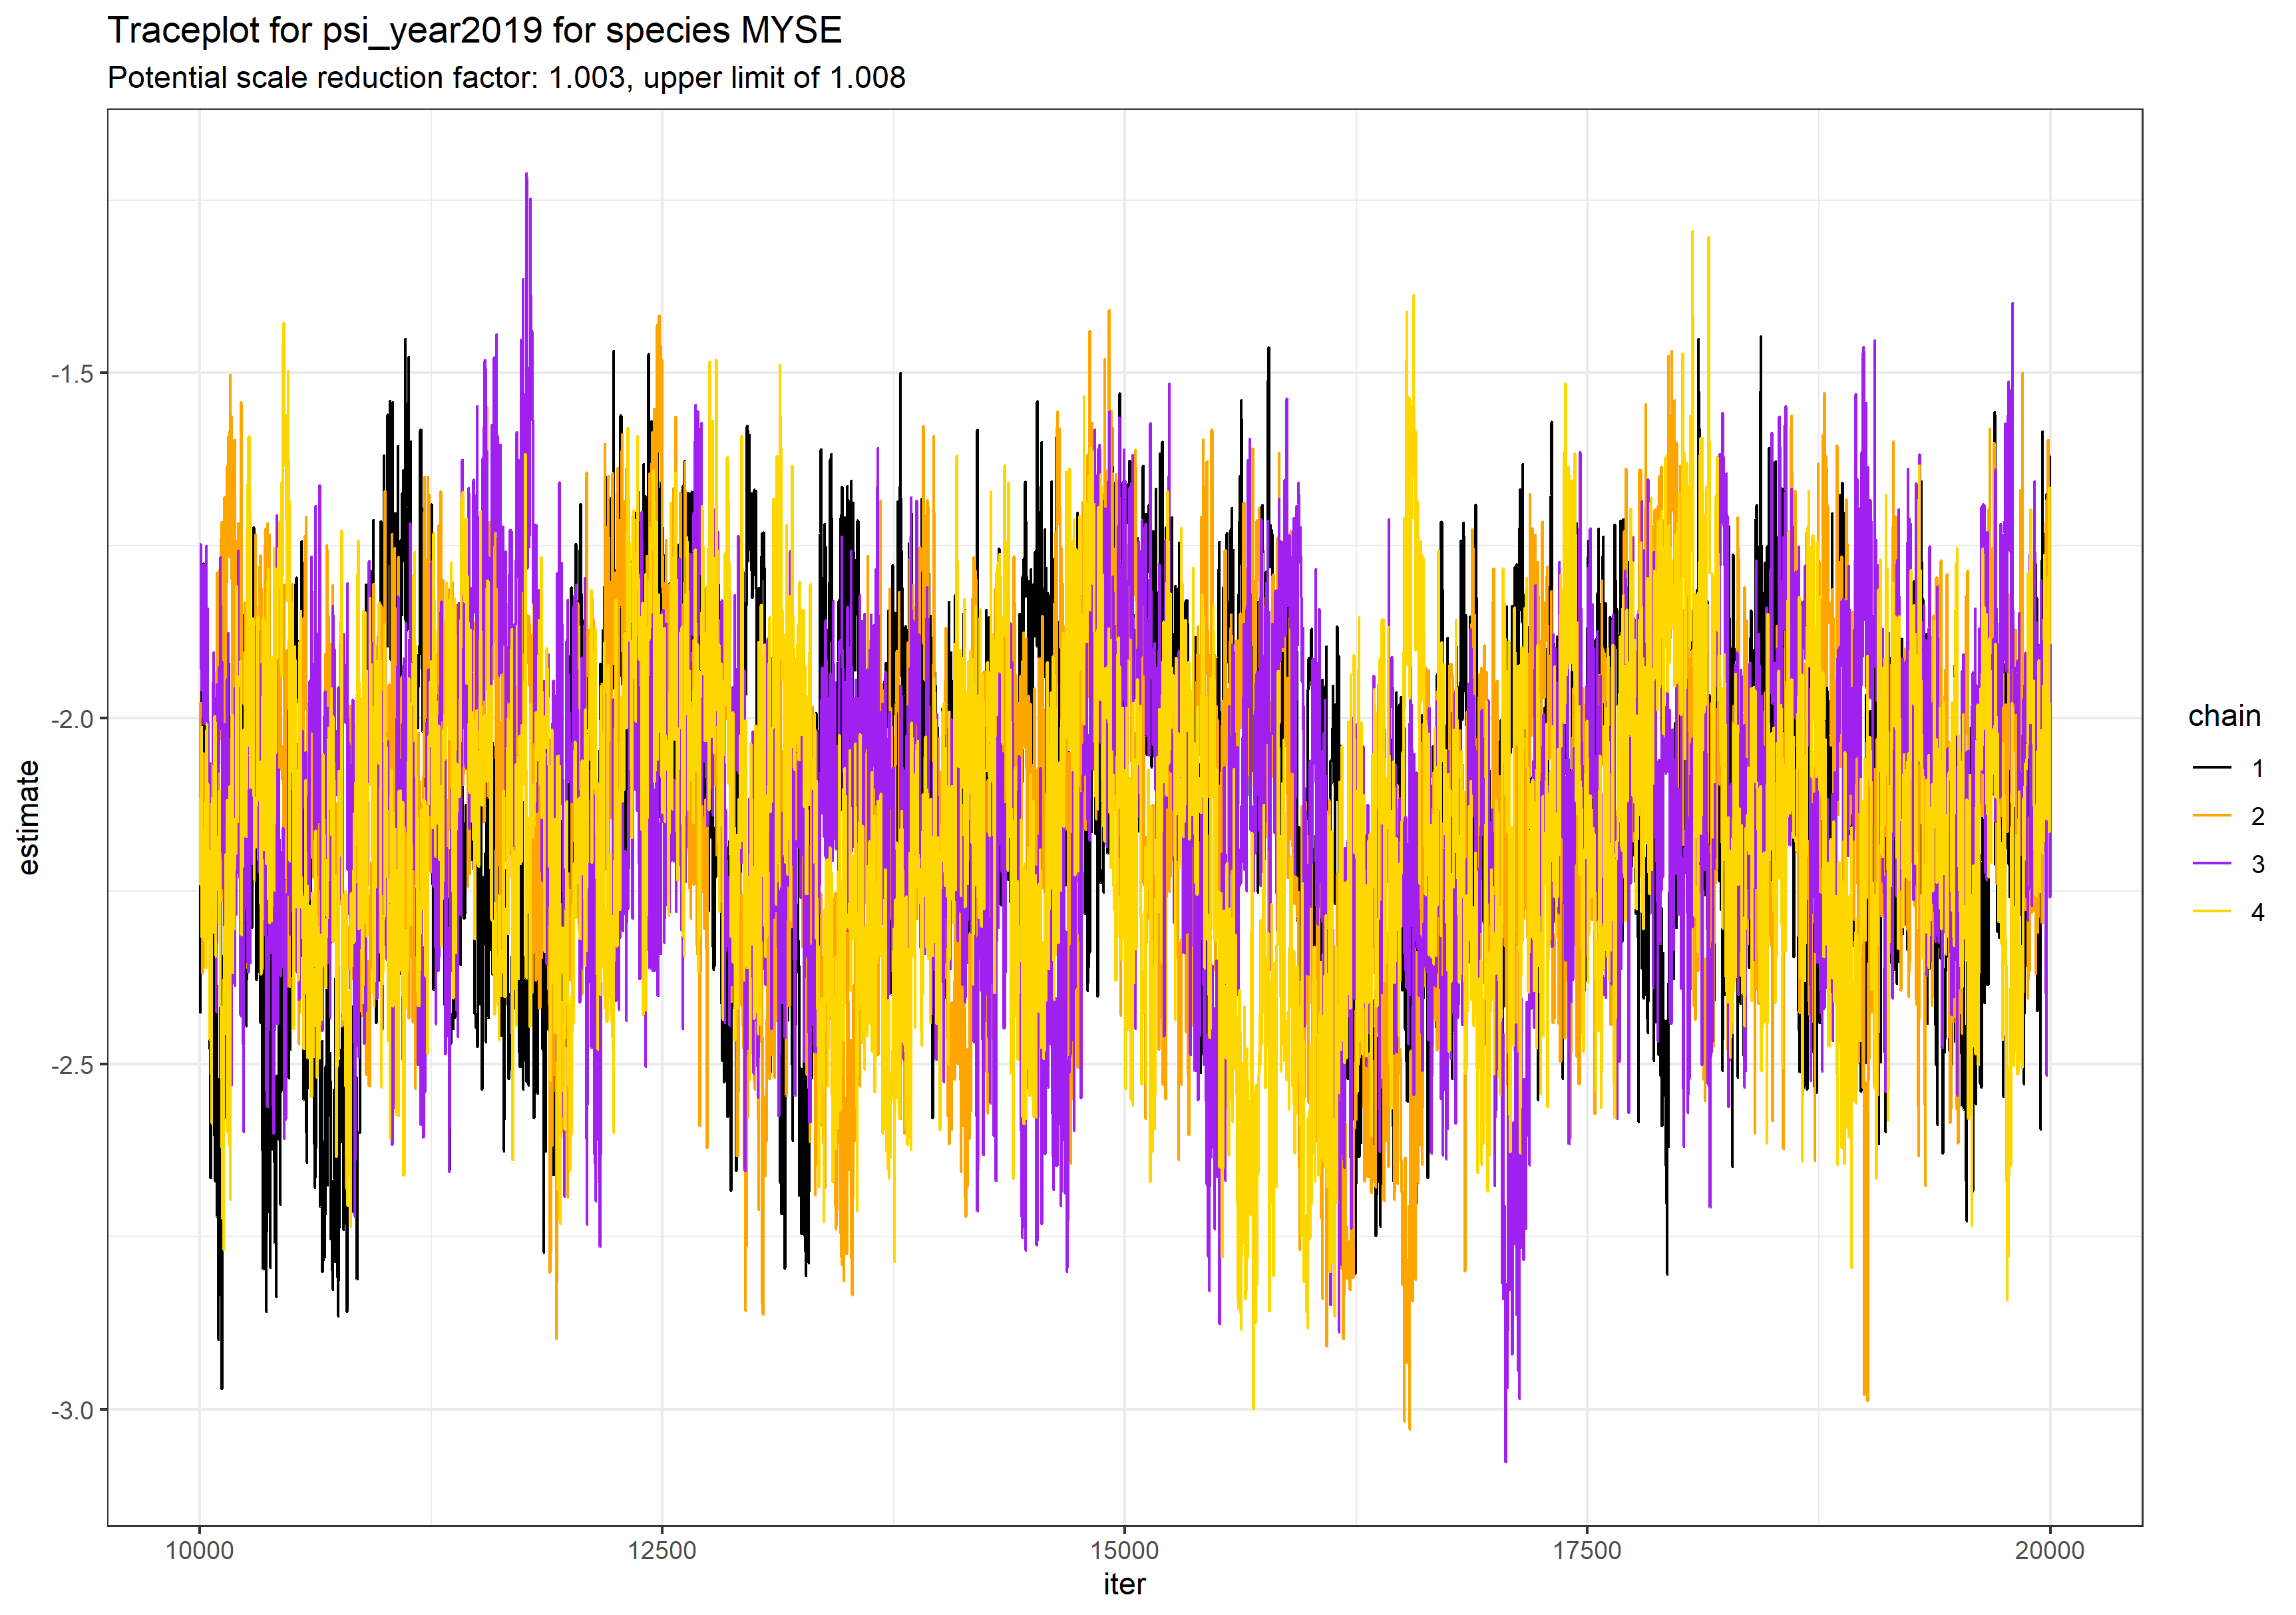 Traceplot for psi_year2019 for species MYSE
Potential scale reduction factor: 1.003, upper limit of 1.008
-1.5
-2.0
-2.5
-3.0
estimate
10000 12500 15000 17500 20000
iter
chain
1
2
3
4